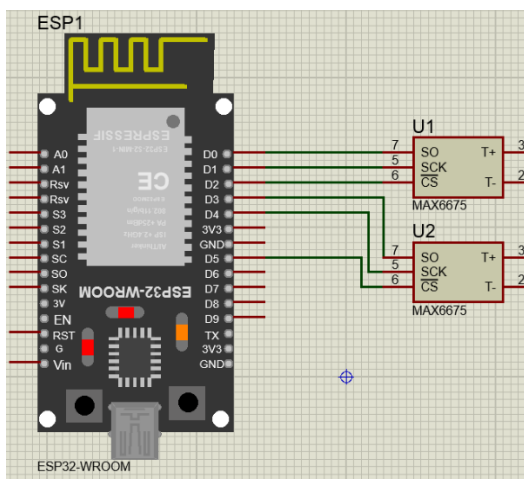 ESP1
ESPRESSIF
ESP32-WROOM
A0
A1
Rsv
Rsv
S3
S2
S1
SC
SO
SK
3V
EN
RST
G
Vin
D0
D1
D2
D3
D4
3V3
GND
D5
D6
D7
D8
D9
TX
3V3
GND
CE
ESP32-WROOM
U1
7 SO T+ 3
5 SCK
6 CS T- 2
MAX6675
U2
7 SO T+ 3
5 SCK
6 CS T- 2
MAX6675